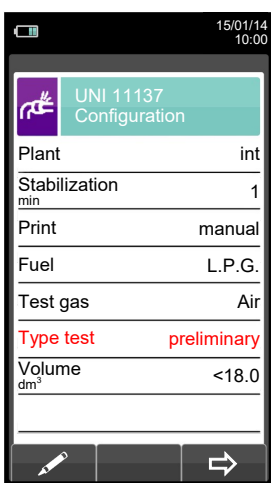 15/01/14
10:00
UNI 11137
Configuration
Plant int
Stabilization 1
min
Print manual
Fuel L.P.G.
Test gas Air
Type test preliminary
Volume <18.0
dm³